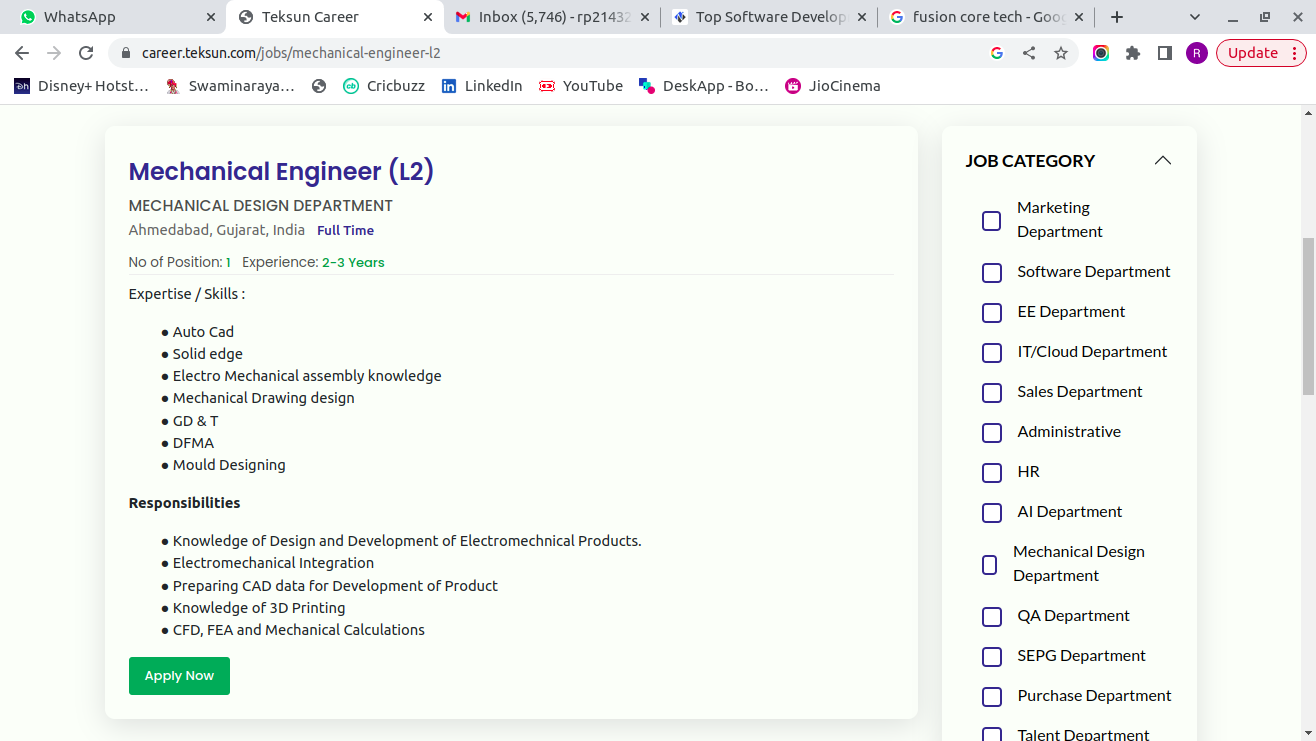 WhatsApp
Teksun Career
Inbox (5,746) - rp21432
Top Software Develop
fusion core tech - Goo
career.teksun.com/jobs/mechanical-engineer-l2
R
Update
Disney+ Hotst...
Swaminaraya...
Cricbuzz
LinkedIn
YouTube
DeskApp - Bo...
JioCinema
Mechanical Engineer (L2)
MECHANICAL DESIGN DEPARTMENT
Ahmedabad, Gujarat, India Full Time
No of Position: 1 Experience: 2-3 Years
Expertise / Skills :
● Auto Cad
● Solid edge
● Electro Mechanical assembly knowledge
● Mechanical Drawing design
● GD & T
● DFMA
● Mould Designing
Responsibilities
● Knowledge of Design and Development of Electromechnical Products.
● Electromechanical Integration
● Preparing CAD data for Development of Product
● Knowledge of 3D Printing
● CFD, FEA and Mechanical Calculations
Apply Now
JOB CATEGORY
Marketing
Department
Software Department
EE Department
IT/Cloud Department
Sales Department
Administrative
HR
AI Department
Mechanical Design
Department
QA Department
SEPG Department
Purchase Department
Talent Department